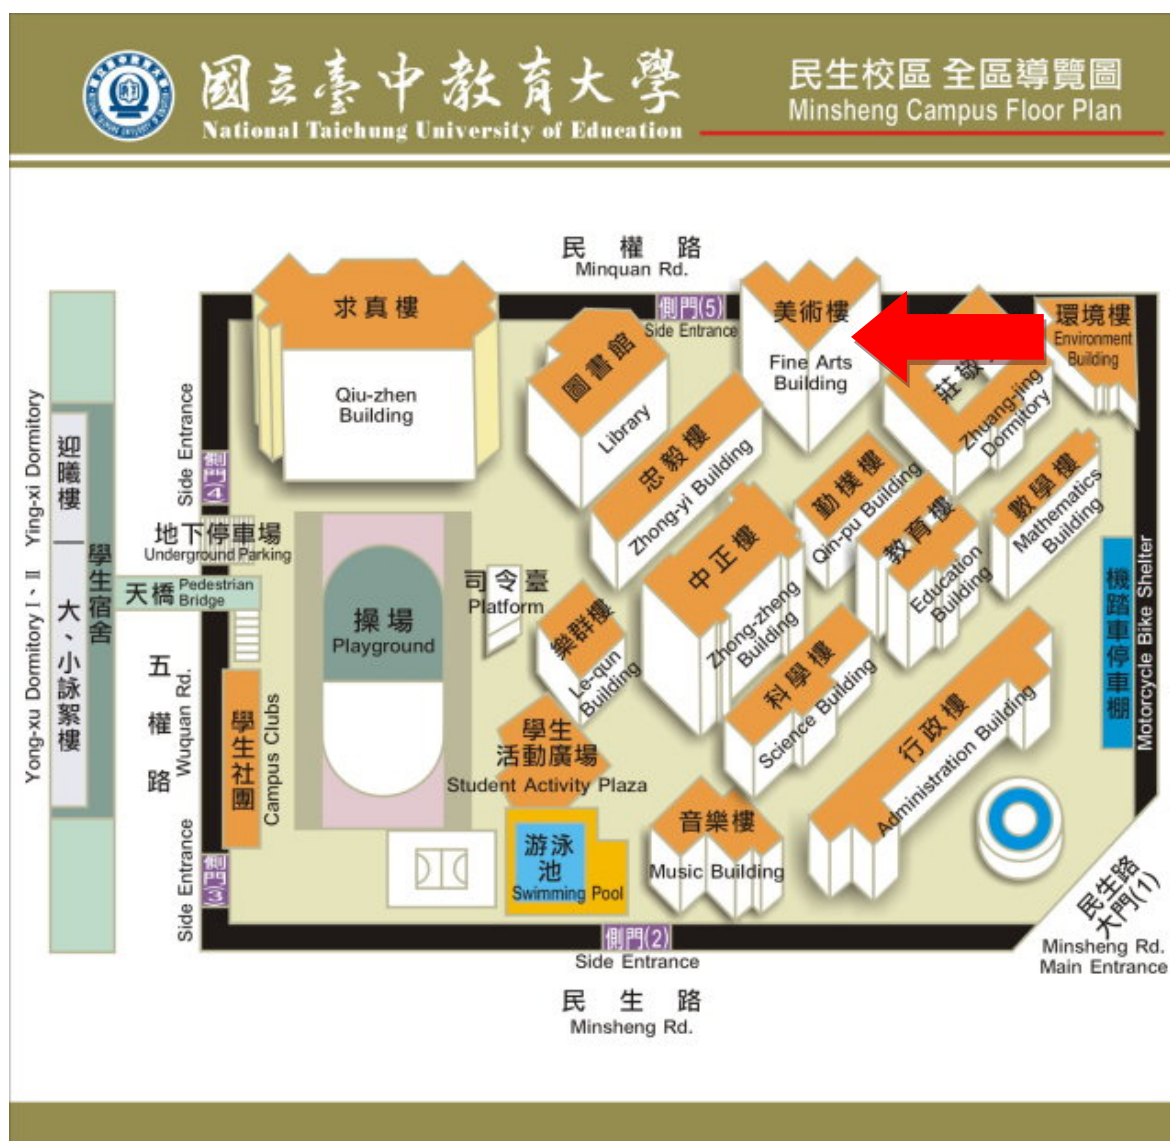 國立臺中教育大學
National Taichung University of Education
民生校區 全區導覽圖
Minsheng Campus Floor Plan
民權路
Minquan Rd.
側門(5)
Side Entrance
求真樓
Qiu-zhen
Building
圖書館
Library
美術樓
Fine Arts
Building
莊敬
Zhuang-jing
Dormitory
環境樓
Environment
Building
忠毅樓
Zhong-yi Building
勤樸樓
Qin-pu Building
教育樓
Education
Building
數學樓
Mathematics
Building
中正樓
Zhong-zheng
Building
科學樓
Science Building
行政樓
Administration Building
機踏車停車棚
Motorcycle Bike Shelter
Side Entrance
側門(4)
地下停車場
Underground Parking
天橋
Pedestrian
Bridge
操場
Playground
司令臺
Platform
樂群樓
Le-qun
Building
學生
活動廣場
Student Activity Plaza
游泳
池
Swimming Pool
音樂樓
Music Building
學生社團
Campus Clubs
五權路
Wuquan Rd.
Side Entrance
側門(3)
迎曦樓
Ying-xi Dormitory
大、小詠絮樓
Yong-xu Dormitory I、II
學生宿舍
側門(2)
Side Entrance
民生路
Minsheng Rd.
民生路
大門(1)
Minsheng Rd.
Main Entrance